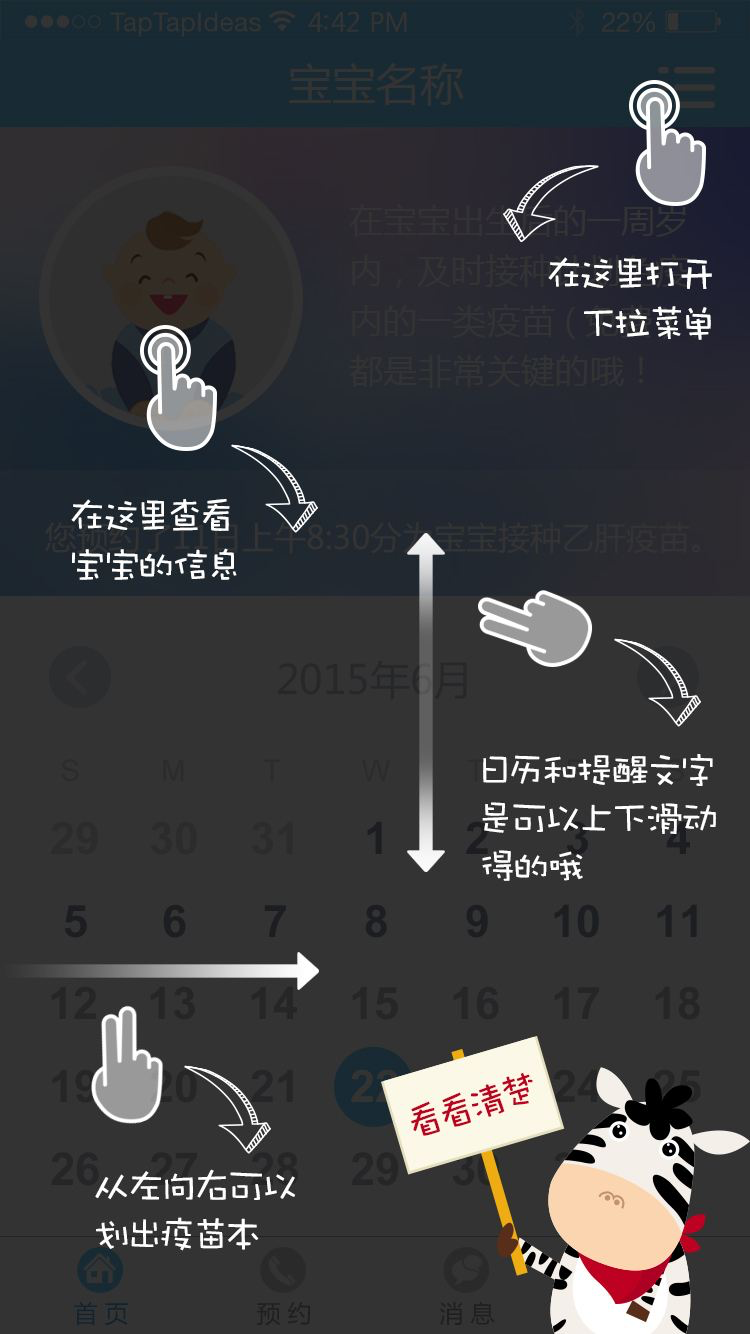 TapTapIdeas 4:42 PM 22%
宝宝名称
在宝宝出生后的一周岁
内，及时接种
内的一类疫苗（
都是非常关键的哦！
在这里打开
下拉菜单
在这里查看
宝宝的信息
您预约 11日上午8:30分为宝宝接种乙肝疫苗。
2015年6月
S M T W T
日历和提醒文字
是可以上下滑动
得的哦
29 30 31 1 2 3 4
5 6 7 8 9 10 11
12 13 14 15 16 17 18
19 20 21 22 24 25
26 27 28 29 30
看看清楚
从左向右可以
划出疫苗本
首页 预约 消息